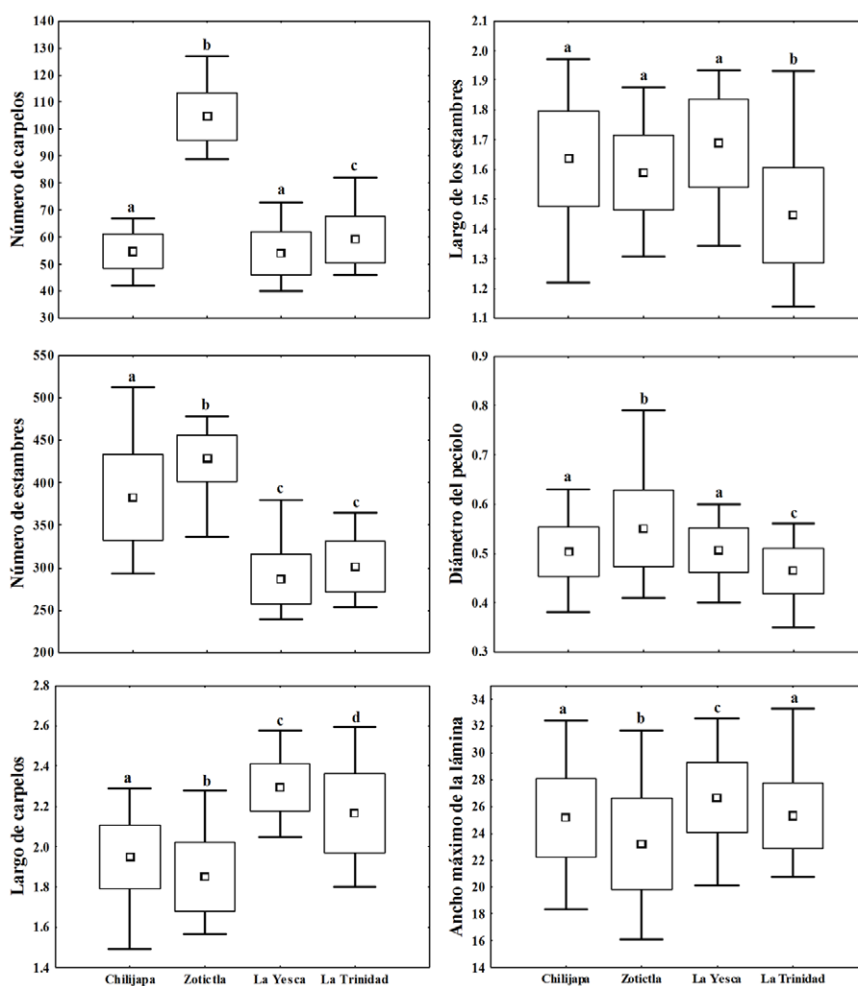 Número de carpelos
140
130
120
110
100
90
80
70
60
50
40
30
a
b
a
c
Largo de los estambres
2.1
2.0
1.9
1.8
1.7
1.6
1.5
1.4
1.3
1.2
1.1
a
a
a
b
Número de estambres
550
500
450
400
350
300
250
200
a
b
c
c
Diámetro del peciolo
0.9
0.8
0.7
0.6
0.5
0.4
0.3
a
b
a
c
Largo de carpelos
2.8
2.6
2.4
2.2
2.0
1.8
1.6
1.4
a
b
c
d
Chilijapa Zotictla La Yesca La Trinidad
Ancho máximo de la lámina
34
32
30
28
26
24
22
20
18
16
14
a
b
c
a
Chilijapa Zotictla La Yesca La Trinidad